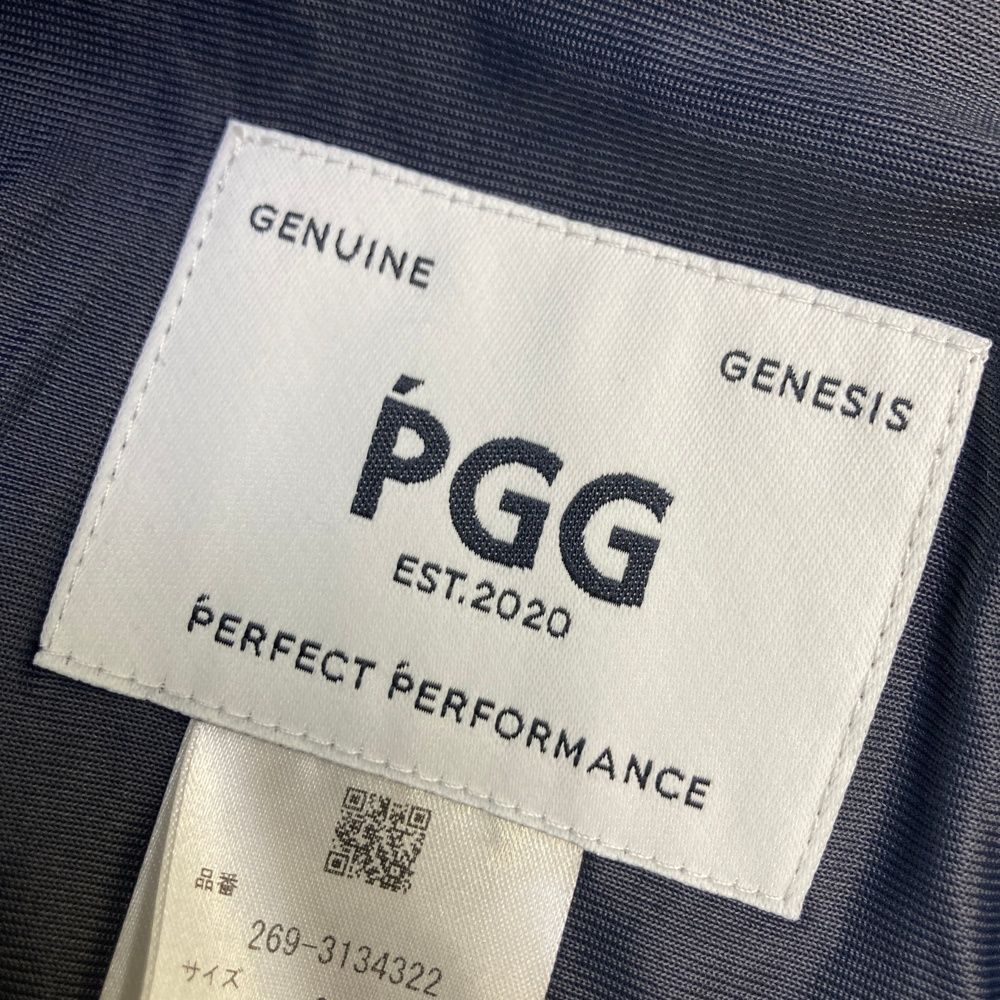 GENUINE
GENESIS
ṔGG
EST.2020
ṔERFECT ṔERFORMANCE
品番
269-3134322
サイズ